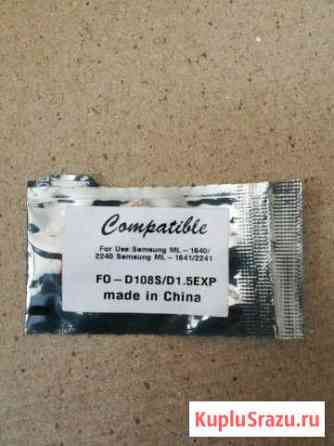 Compatible
For Use Samsung ML-1640/
2240 Samsung ML-1641/2241
FO-D108S/D1.5EXP
made in China
KupluSrazu.ru